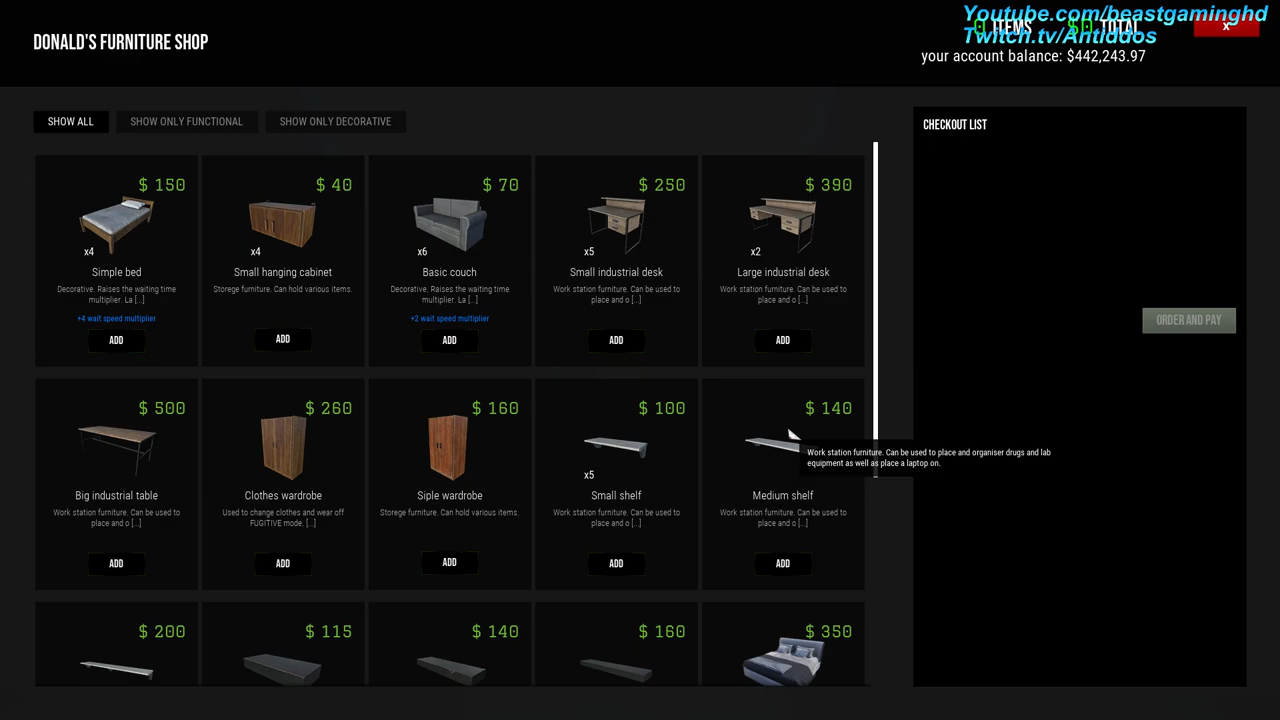 Youtube.com/beastgaminghd
DONALD'S FURNITURE SHOP
0 ITEMS $0 TOTAL
X
Twitch.tv/Antiddos
your account balance: $442,243.97
SHOW ALL SHOW ONLY FUNCTIONAL SHOW ONLY DECORATIVE
CHECKOUT LIST
$ 150 $ 40 $ 70 $ 250 $ 390
x4 x4 x6 x5 x2
Simple bed Small hanging cabinet Basic couch Small industrial desk Large industrial desk
Decorative. Raises the waiting time Storege furniture. Can hold various items. Decorative. Raises the waiting time Work station furniture. Can be used to Work station furniture. Can be used to
multiplier. La [...] multiplier. La [...] place and o [...] place and o [...]
+4 wait speed multiplier +2 wait speed multiplier
ORDER AND PAY
ADD ADD ADD ADD ADD
$ 500 $ 260 $ 160 $ 100 $ 140
Work station furniture. Can be used to place and organiser drugs and lab
equipment as well as place a laptop on.
x5
Big industrial table Clothes wardrobe Siple wardrobe Small shelf Medium shelf
Work station furniture. Can be used to Used to change clothes and wear off Storege furniture. Can hold various items. Work station furniture. Can be used to Work station furniture. Can be used to
place and o [...] FUGITIVE mode. [...] place and o [...] place and o [...]
ADD ADD ADD ADD ADD
$ 200 $ 115 $ 140 $ 160 $ 350